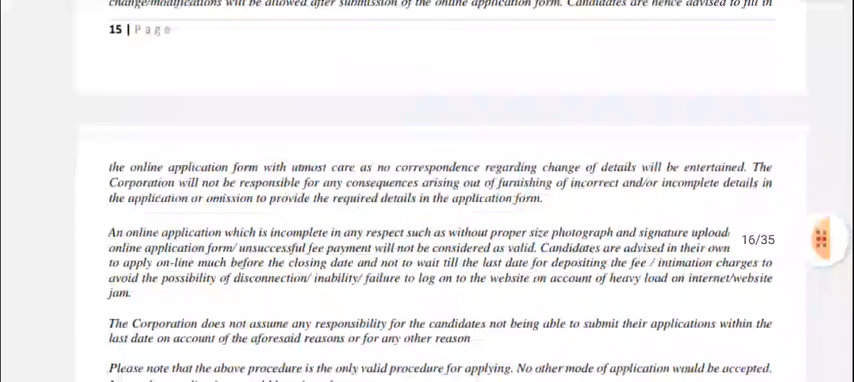 change/modifications will be allowed after submission of the online application form. Candidates are hence advised to fill in
15 | P a g e
the online application form with utmost care as no correspondence regarding change of details will be entertained. The
Corporation will not be responsible for any consequences arising out of furnishing of incorrect and/or incomplete details in
the application or omission to provide the required details in the application form.
An online application which is incomplete in any respect such as without proper size photograph and signature upload
16/35
online application form/ unsuccessful fee payment will not be considered as valid. Candidates are advised in their own
to apply on-line much before the closing date and not to wait till the last date for depositing the fee / intimation charges to
avoid the possibility of disconnection/ inability/ failure to log on to the website on account of heavy load on internet/website
jam.
The Corporation does not assume any responsibility for the candidates not being able to submit their applications within the
last date on account of the aforesaid reasons or for any other reason
Please note that the above procedure is the only valid procedure for applying. No other mode of application would be accepted.